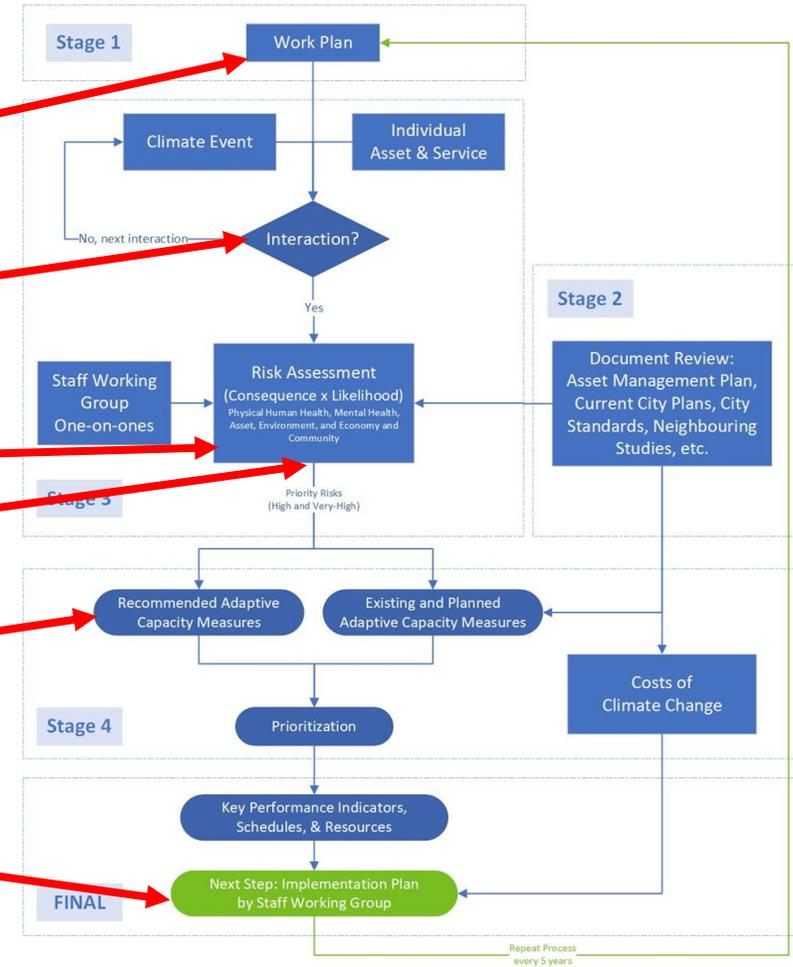 Stage 1
Work Plan
Climate Event
Individual
Asset & Service
No, next interaction
Interaction?
Yes
Stage 2
Staff Working
Group
One-on-ones
Risk Assessment
(Consequence x Likelihood)
Physical Human Health, Mental Health,
Asset, Environment, and Economy and
Community
Document Review:
Asset Management Plan,
Current City Plans, City
Standards, Neighbouring
Studies, etc.
Stage 3
Priority Risks
(High and Very-High)
Recommended Adaptive
Capacity Measures
Existing and Planned
Adaptive Capacity Measures
Costs of
Climate Change
Stage 4
Prioritization
Key Performance Indicators,
Schedules, & Resources
FINAL
Next Step: Implementation Plan
by Staff Working Group
Repeat Process
every 5 years